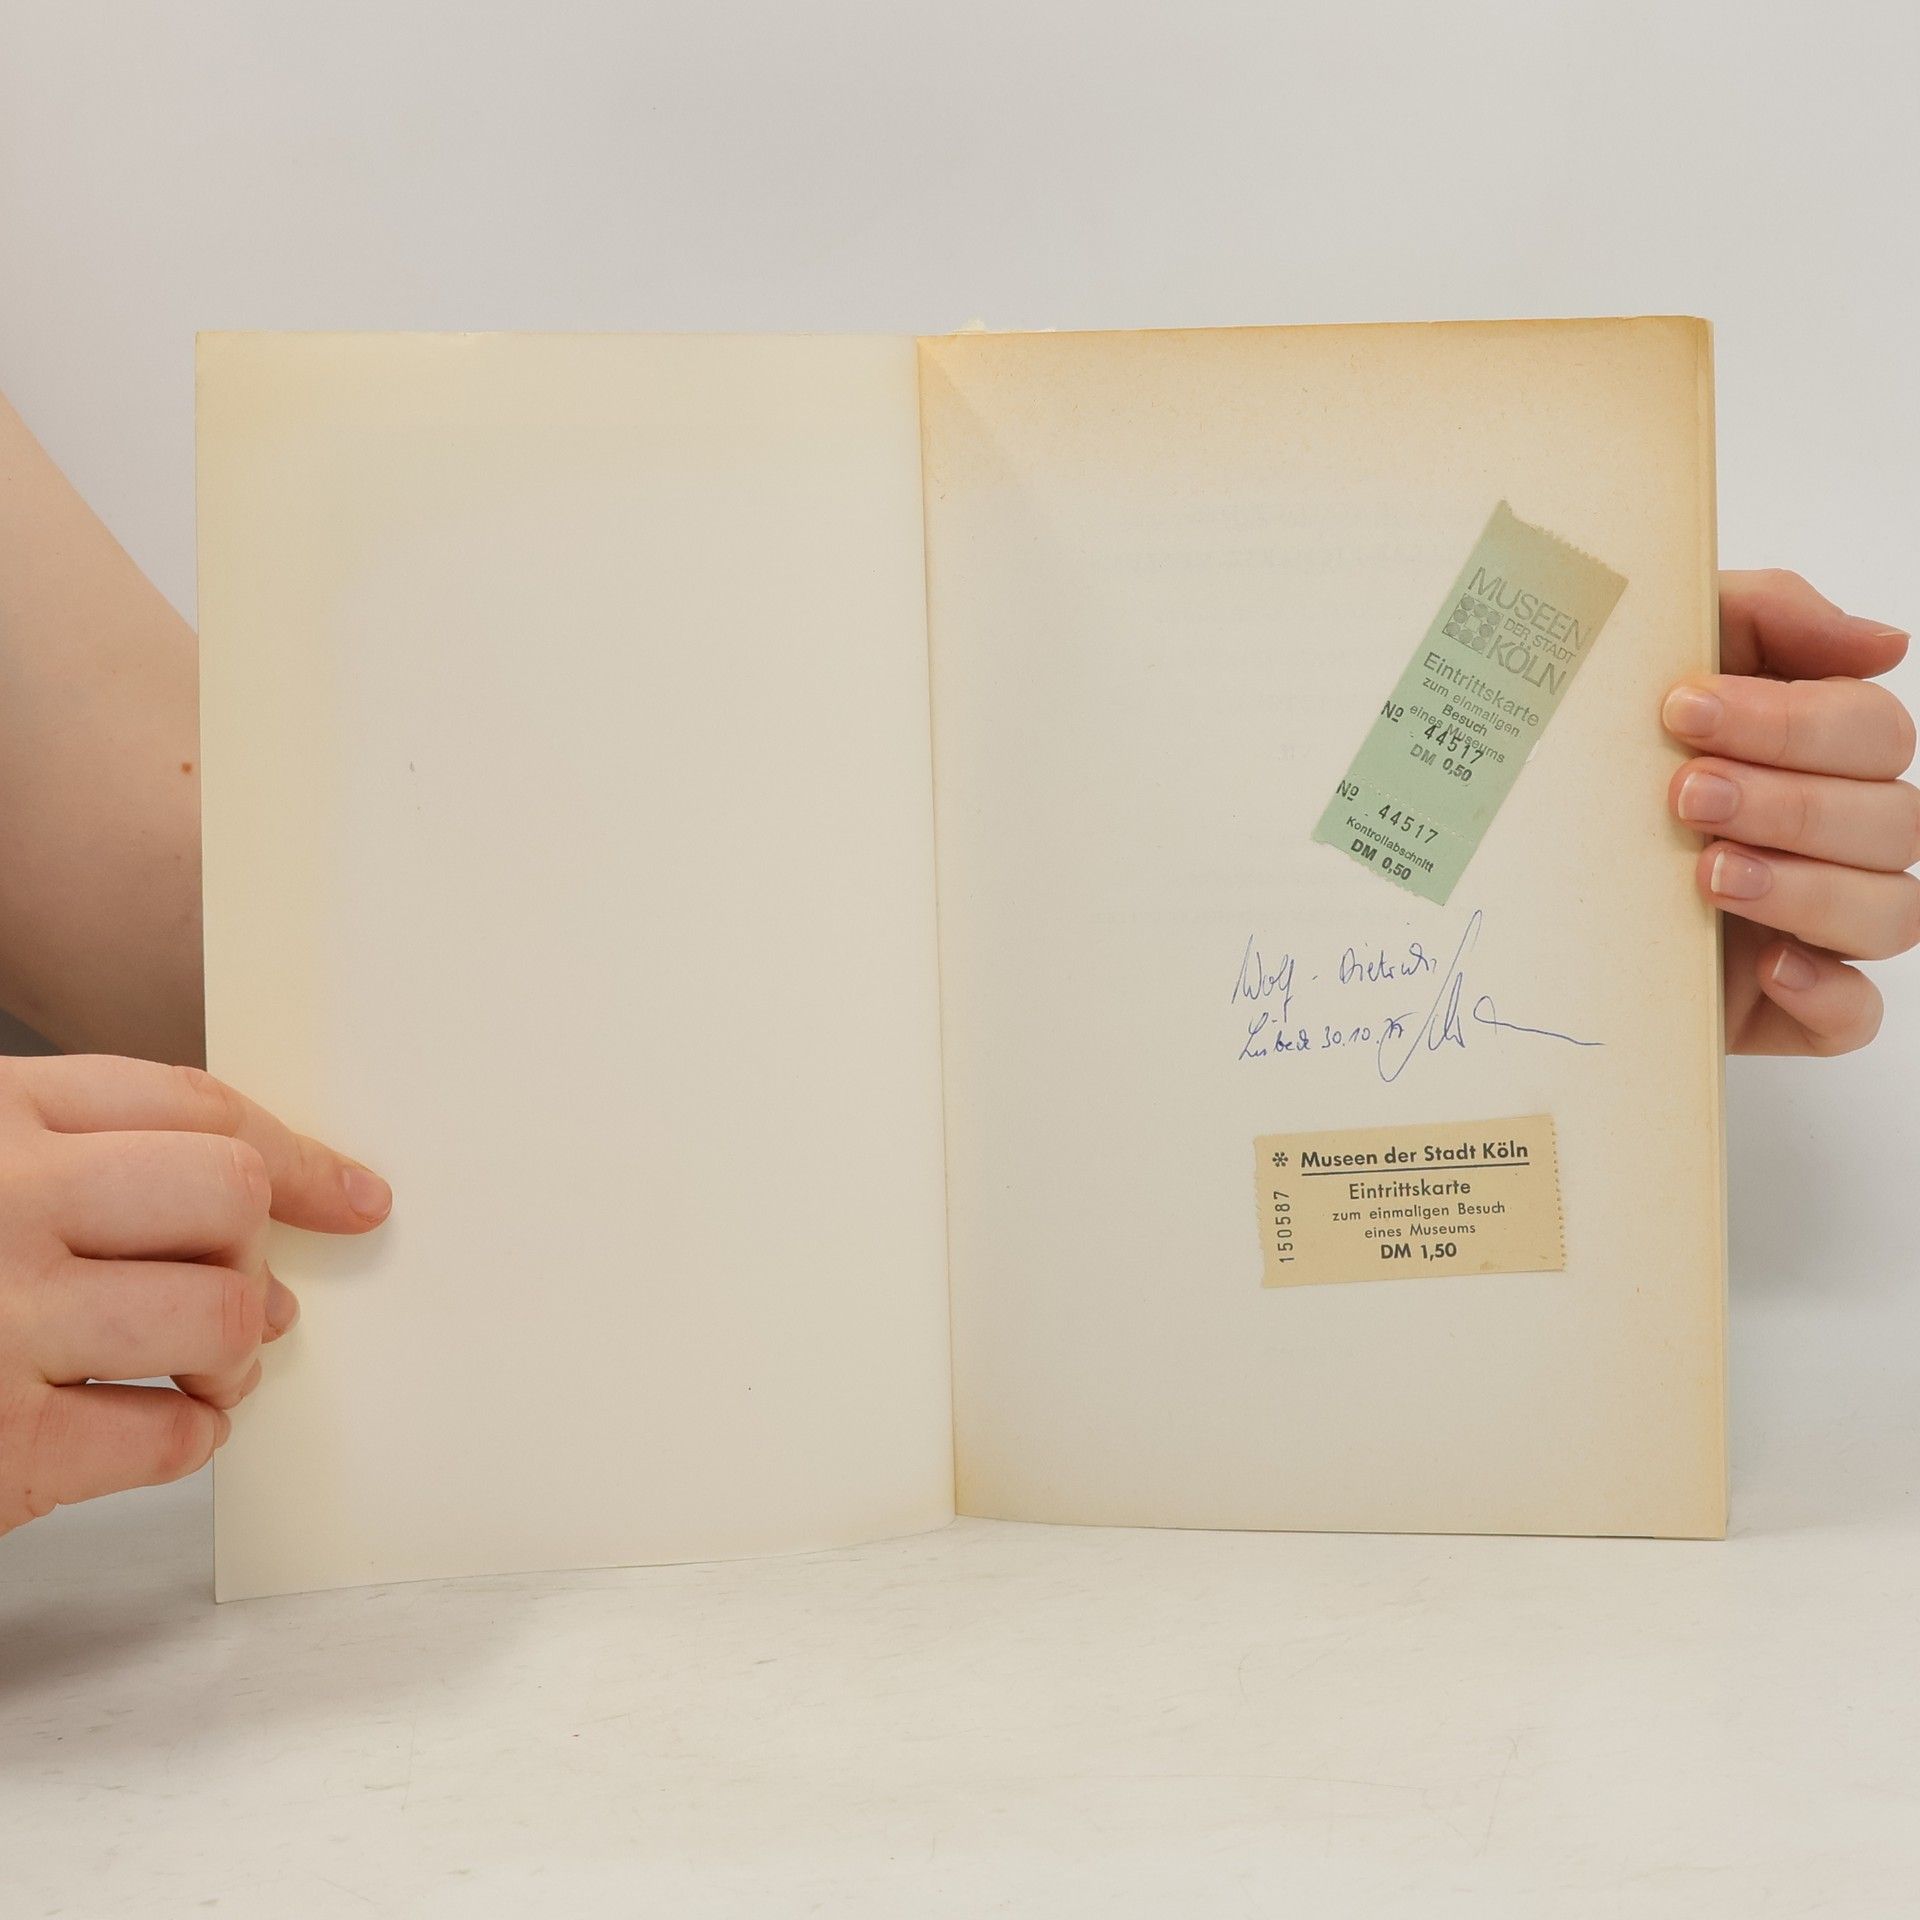 MUSEEN
DER STADT
KÖLN
Eintrittskarte
zum einmaligen
Besuch
eines Museums
Nº 44517
DM 0,50
Nº 44517
Kontrollabschnitt
DM 0,50
Wolf - Dietrich
Lübeck 30.10.77
* Museen der Stadt Köln
150587
Eintrittskarte
zum einmaligen Besuch
eines Museums
DM 1,50